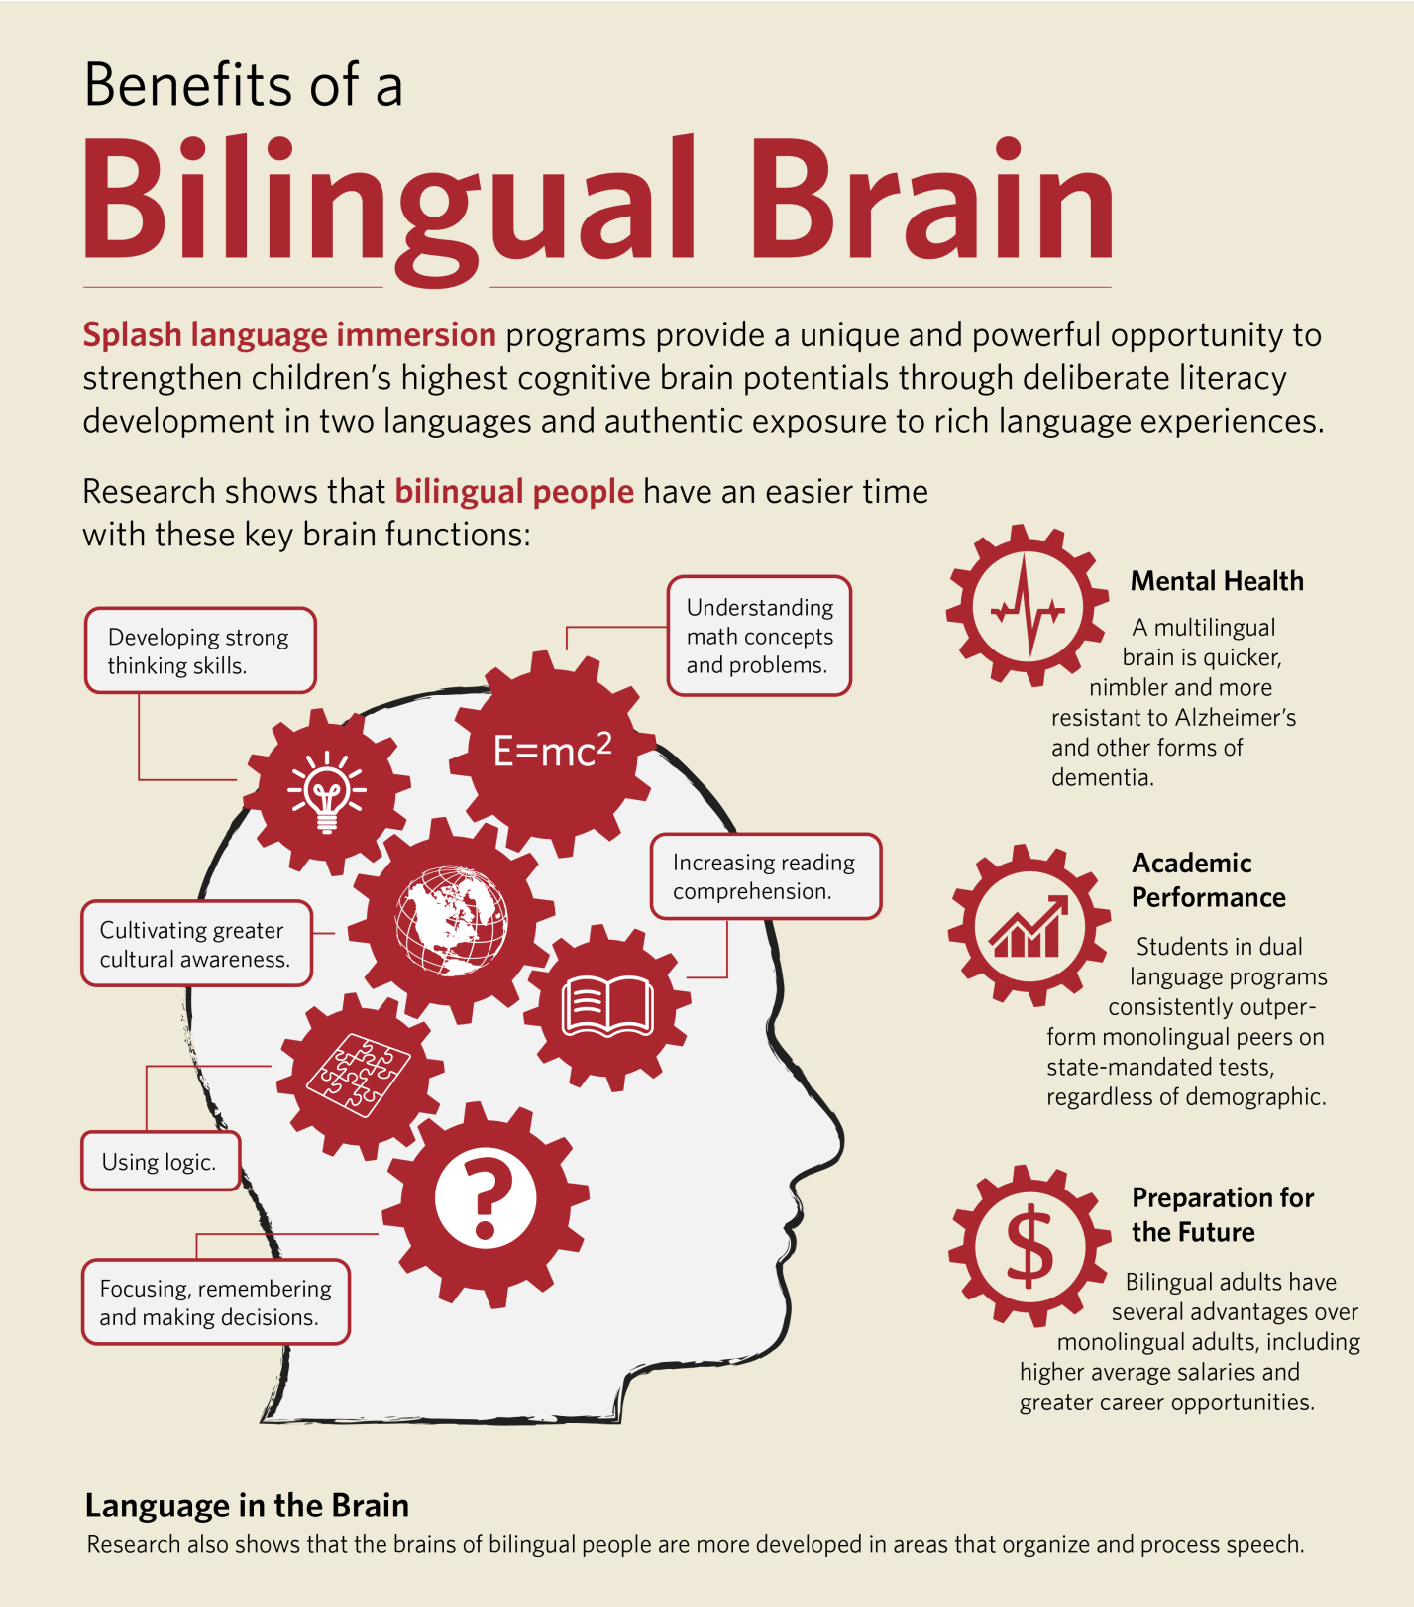 Benefits of a
Bilingual Brain
Splash language immersion programs provide a unique and powerful opportunity to
strengthen children's highest cognitive brain potentials through deliberate literacy
development in two languages and authentic exposure to rich language experiences.
Research shows that bilingual people have an easier time
with these key brain functions:
Developing strong
thinking skills.
Understanding
math concepts
and problems.
E=mc²
Increasing reading
comprehension.
Cultivating greater
cultural awareness.
Using logic.
?
Focusing, remembering
and making decisions.
Mental Health
A multilingual
brain is quicker,
nimbler and more
resistant to Alzheimer's
and other forms of
dementia.
Academic
Performance
Students in dual
language programs
consistently outper-
form monolingual peers on
state-mandated tests,
regardless of demographic.
$
Preparation for
the Future
Bilingual adults have
several advantages over
monolingual adults, including
higher average salaries and
greater career opportunities.
Language in the Brain
Research also shows that the brains of bilingual people are more developed in areas that organize and process speech.